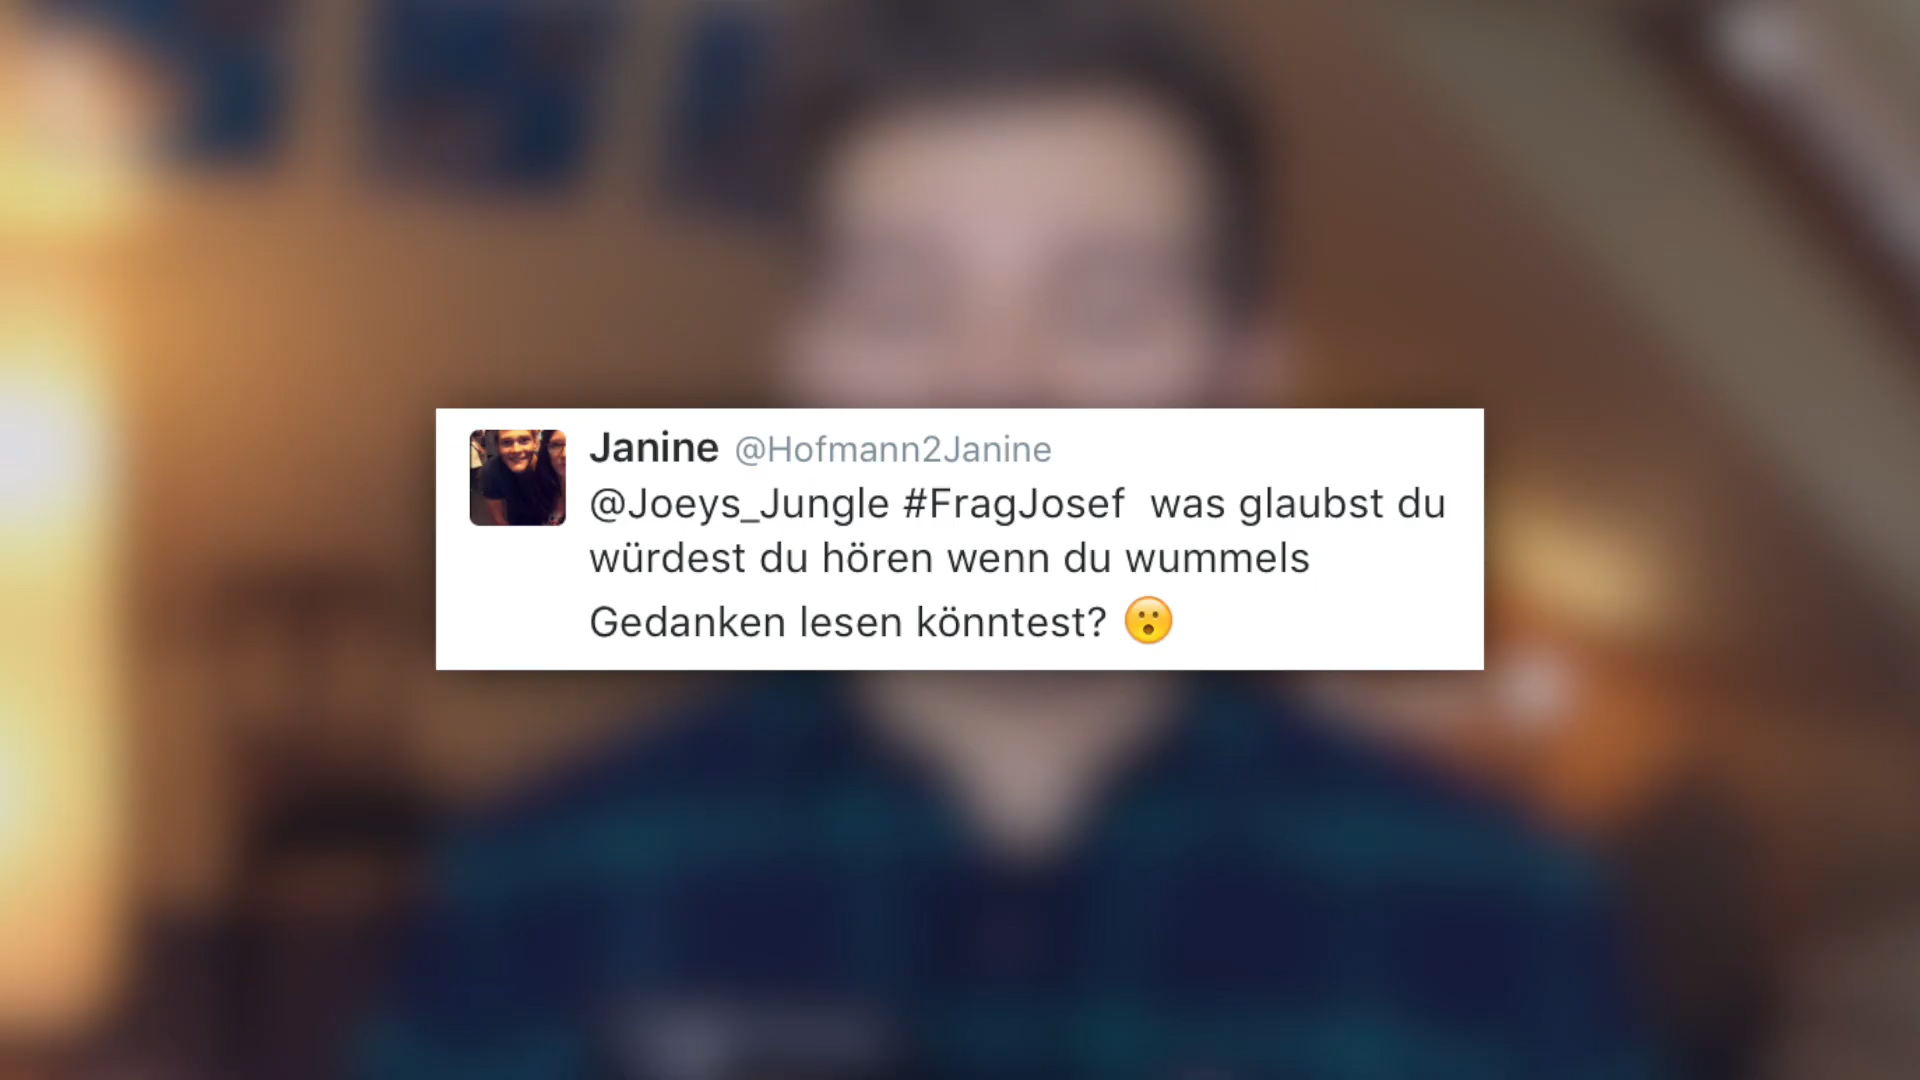 Janine @Hofmann2Janine
@Joeys_Jungle #FragJosef was glaubst du
würdest du hören wenn du wummels
Gedanken lesen könntest? 😮